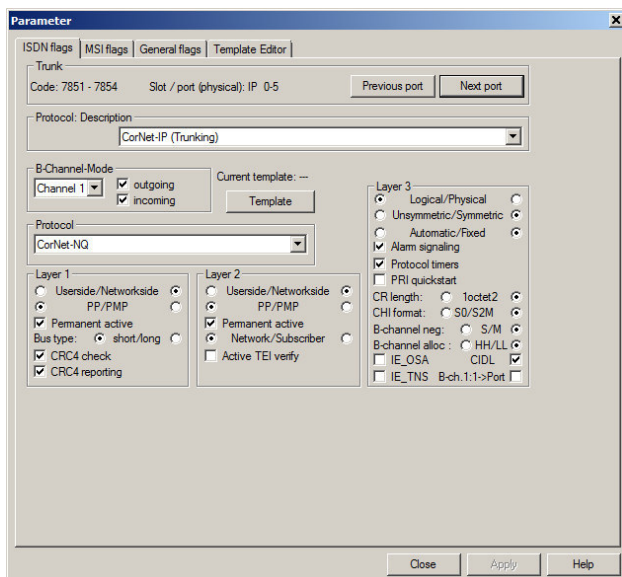 Parameter
ISDN flags MSI flags General flags Template Editor
Trunk
Code: 7851 - 7854 Slot / port (physical): IP 0-5 Previous port Next port
Protocol: Description
CorNet-IP (Trunking)
B-Channel-Mode
Channel 1 outgoing
incoming
Current template: ---
Template
Protocol
CorNet-NQ
Layer 1
Userside/Networkside
PP/PMP
Permanent active
Bus type: short/long
CRC4 check
CRC4 reporting
Layer 2
Userside/Networkside
PP/PMP
Permanent active
Network/Subscriber
Active TEI verify
Layer 3
Logical/Physical
Unsymmetric/Symmetric
Automatic/Fixed
Alarm signaling
Protocol timers
PRI quickstart
CR length: 1octet2
CHI format: S0/S2M
B-channel neg: S/M
B-channel alloc : HH/LL
IE_OSA CIDL
IE_TNS B-ch.1:1->Port
Close Apply Help